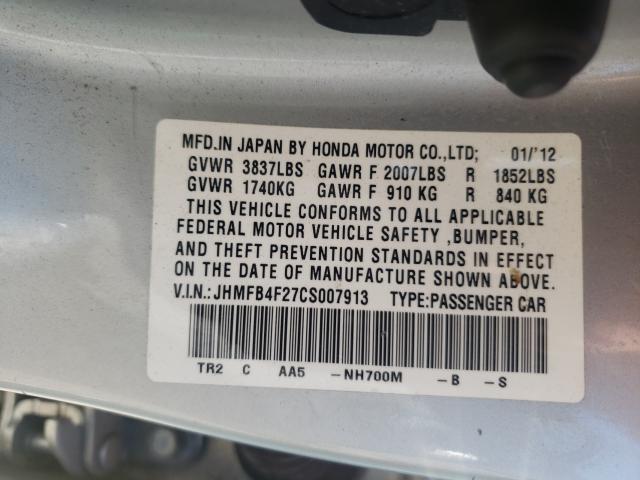 MFD.IN JAPAN BY HONDA MOTOR CO.,LTD; 01/'12
GVWR 3837LBS GAWR F 2007LBS R 1852LBS
GVWR 1740KG GAWR F 910 KG R 840 KG
THIS VEHICLE CONFORMS TO ALL APPLICABLE
FEDERAL MOTOR VEHICLE SAFETY ,BUMPER,
AND THEFT PREVENTION STANDARDS IN EFFECT
ON THE DATE OF MANUFACTURE SHOWN ABOVE.
V.I.N.:JHMFB4F27CS007913 TYPE:PASSENGER CAR
TR2 C AA5 -NH700M -B -S